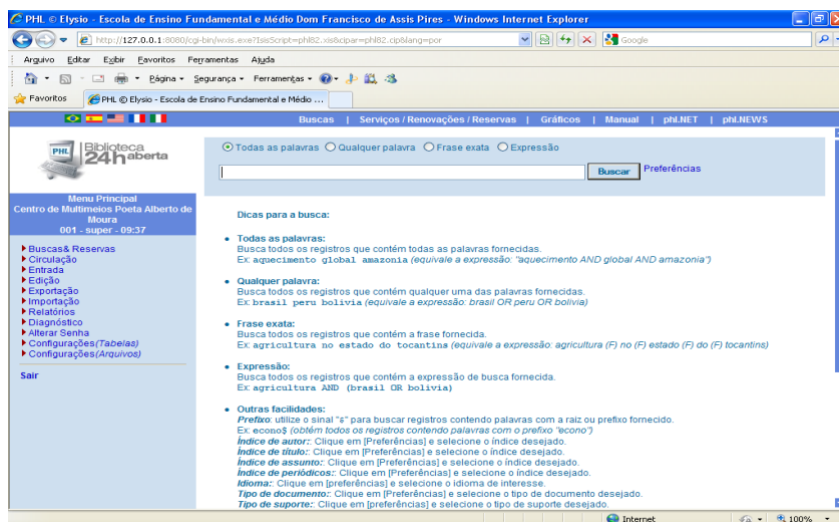 PHL © Elysio - Escola de Ensino Fundamental e Médio Dom Francisco de Assis Pires - Windows Internet Explorer
http://127.0.0.1:8080/cgi-bin/wxis.exe?IsisScript=phl82.xis&cipar=phl82.cip&lang=por
Google
Arquivo Editar Exibir Favoritos Ferramentas Ajuda
Página Segurança Ferramentas
Favoritos PHL © Elysio - Escola de Ensino Fundamental e Médio ...
Buscas | Serviços / Renovações / Reservas | Gráficos | Manual | phl.NET | phl.NEWS
PHL Biblioteca
24h aberta
Todas as palavras Qualquer palavra Frase exata Expressão
Buscar Preferências
Menu Principal
Centro de Multimeios Poeta Alberto de
Moura
001 - super - 09:37
Buscas& Reservas
Circulação
Entrada
Edição
Exportação
Importação
Relatórios
Diagnóstico
Alterar Senha
Configurações(Tabelas)
Configurações(Arquivos)
Sair
Dicas para a busca:
• Todas as palavras:
Busca todos os registros que contém todas as palavras fornecidas.
Ex: aquecimento global amazonia (equivale a expressão: "aquecimento AND global AND amazonia")
• Qualquer palavra:
Busca todos os registros que contém qualquer uma das palavras fornecidas.
Ex: brasil peru bolivia (equivale a expressão: brasil OR peru OR bolivia)
• Frase exata:
Busca todos os registros que contém a frase fornecida.
Ex: agricultura no estado do tocantins (equivale a expressão: agricultura (F) no (F) estado (F) do (F) tocantins)
• Expressão:
Busca todos os registros que contém a expressão de busca fornecida.
Ex: agricultura AND (brasil OR bolivia)
• Outras facilidades:
Prefixo: utilize o sinal "$" para buscar registros contendo palavras com a raiz ou prefixo fornecido.
Ex: econo$ (obtém todos os registros contendo palavras com o prefixo "econo")
Índice de autor: Clique em [Preferências] e selecione o índice desejado.
Índice de título: Clique em [Preferências] e selecione o índice desejado.
Índice de assunto: Clique em [Preferências] e selecione o índice desejado.
Índice de periódicos: Clique em [Preferências] e selecione o índice desejado.
Idioma: Clique em [preferências] e selecione o idioma de interesse.
Tipo de documento: Clique em [Preferências] e selecione o tipo de documento desejado.
Tipo de suporte: Clique em [preferências] e selecione o tipo de suporte desejado.
Internet 100%